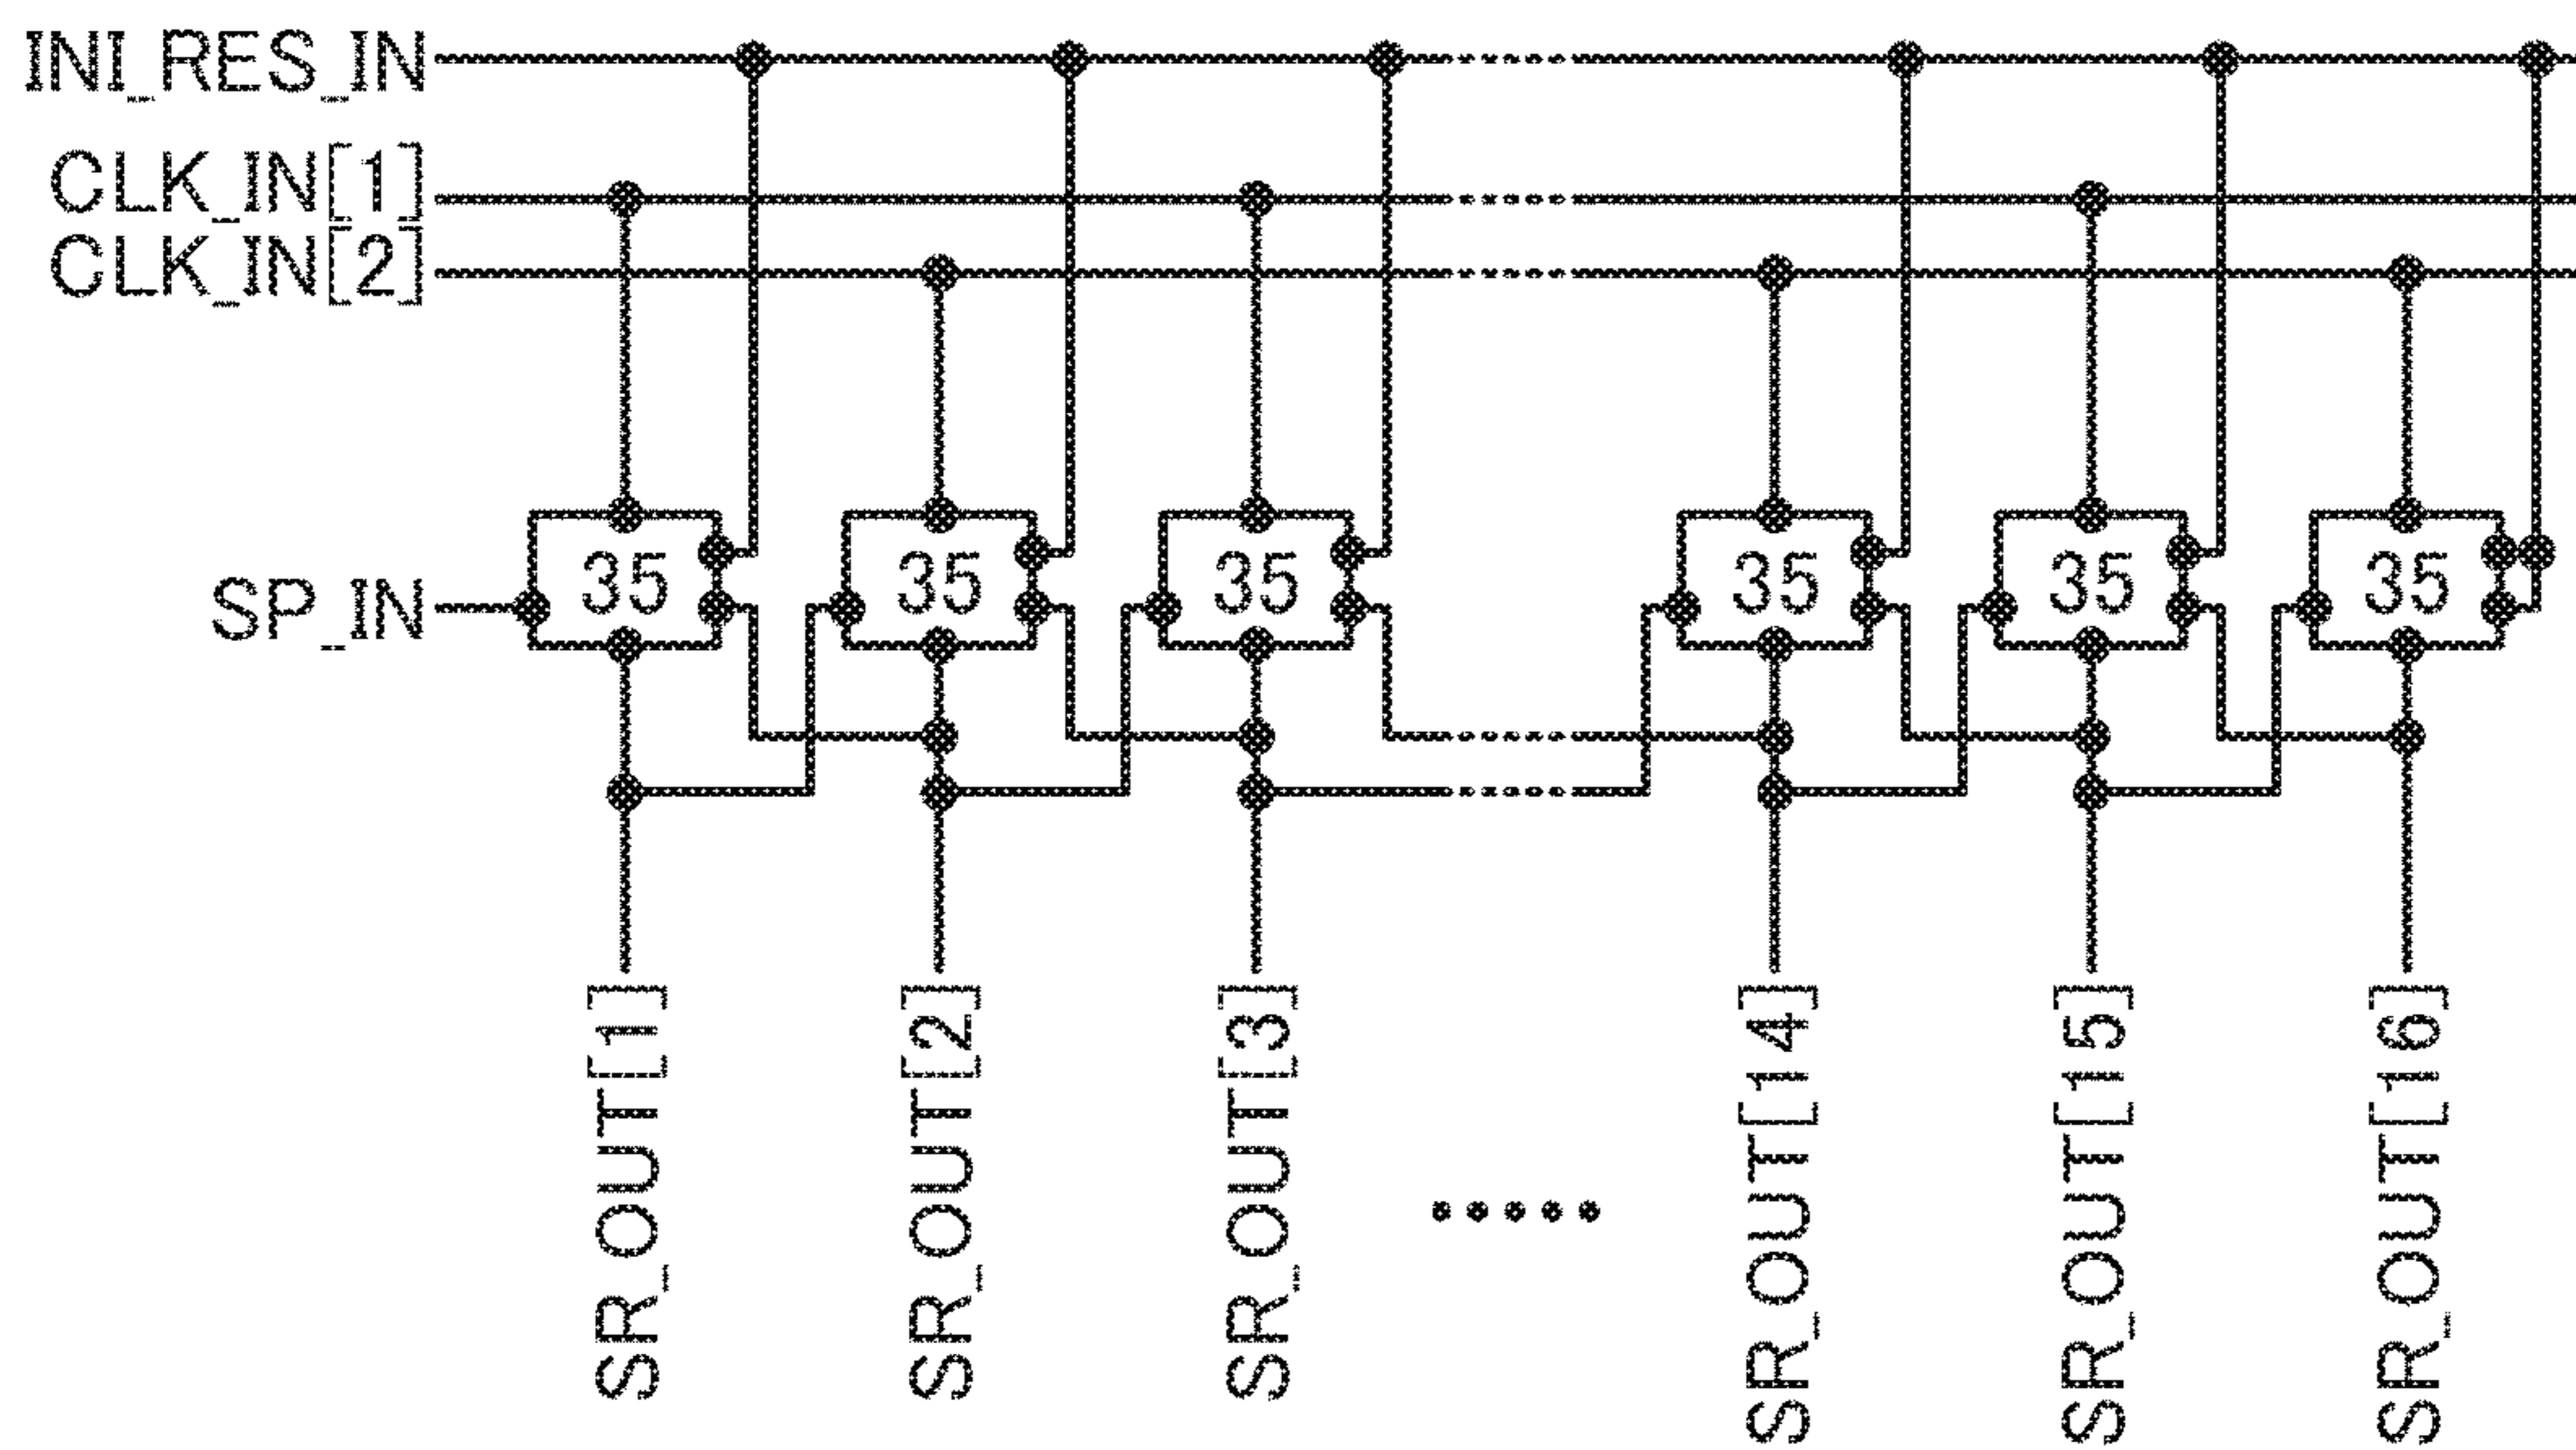 INI_RES_IN
CLK_IN[1]
CLK_IN[2]
35 35 35 35 35 35
SP_IN
SR_OUT[1]
SR_OUT[2]
SR_OUT[3]
SR_OUT[14]
SR_OUT[15]
SR_OUT[16]